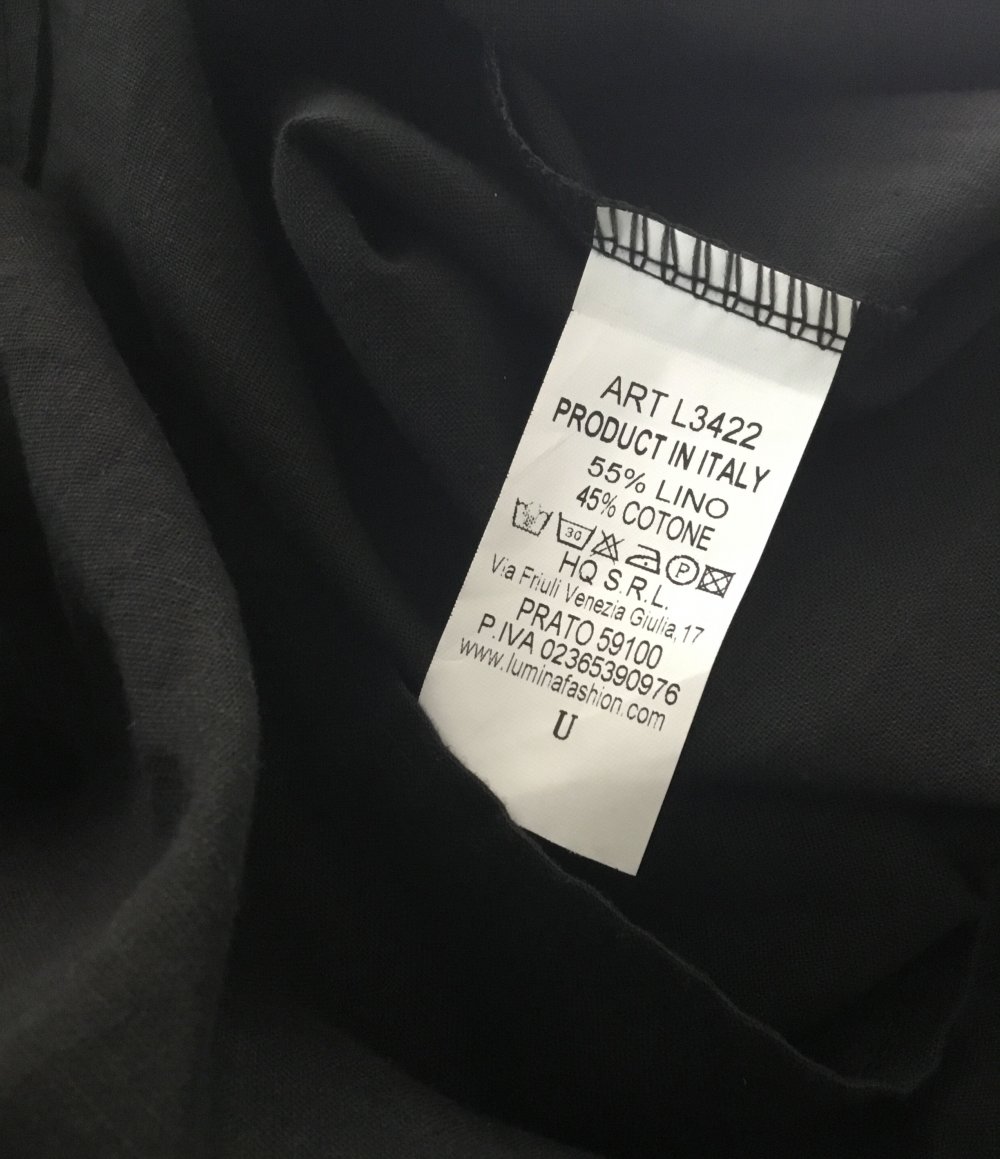 ART L3422
PRODUCT IN ITALY
55% LINO
45% COTONE
30 P
HQ S.R.L.
Via Friuli Venezia Giulia,17
PRATO 59100
P.IVA 02365390976
www.luminafashion.com
U